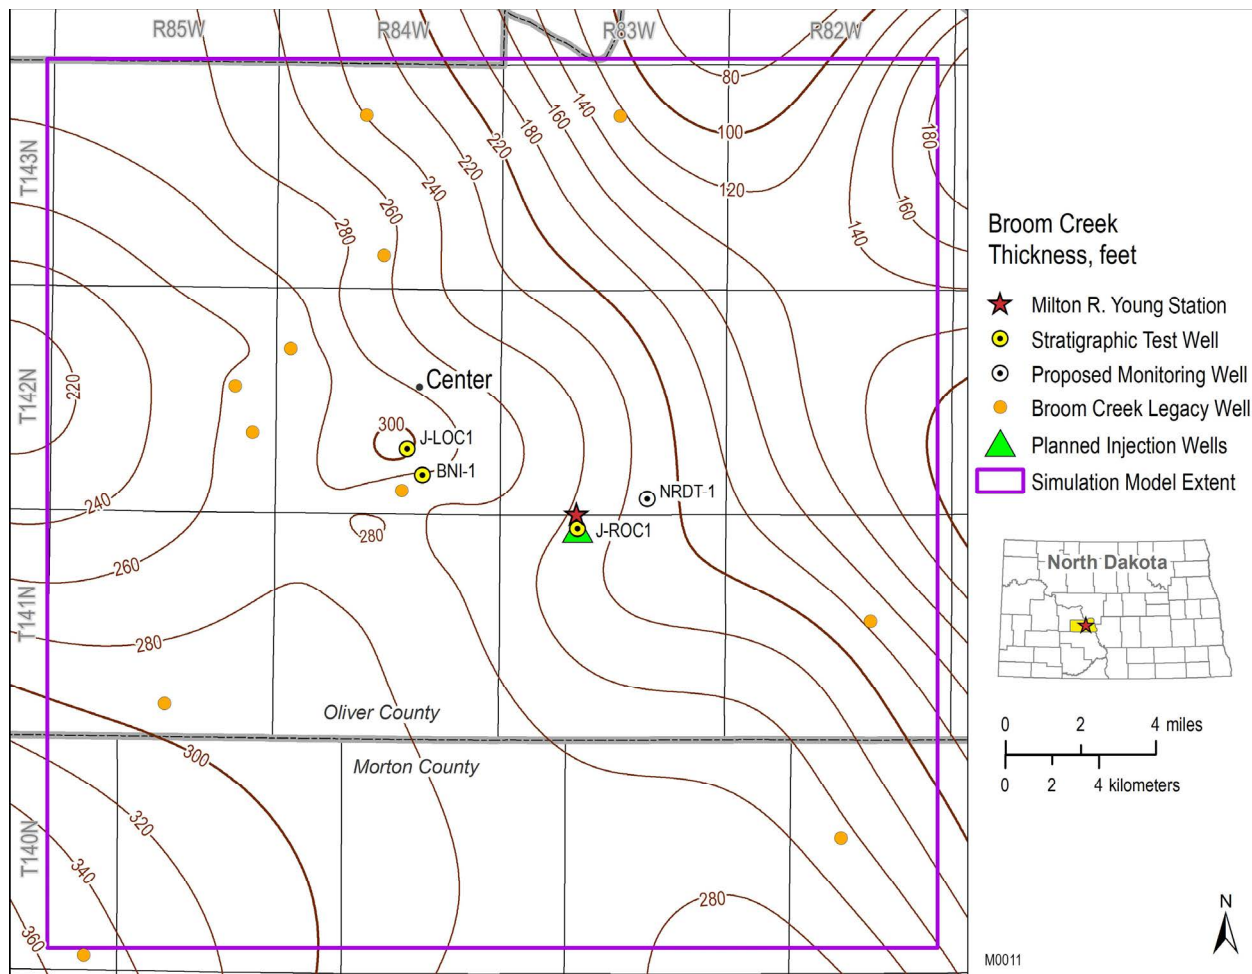 R85W
R84W
R83W
R82W
80
100
120
140
160
180
200
220
180
160
140
T143N
220
240
260
280
T142N
220
Center
300
J-LOC1
BNI-1
NRDT-1
J-ROC1
240
280
260
T141N
280
Oliver County
Morton County
300
320
340
360
T140N
280
Broom Creek
Thickness, feet
Milton R. Young Station
Stratigraphic Test Well
Proposed Monitoring Well
Broom Creek Legacy Well
Planned Injection Wells
Simulation Model Extent
North Dakota
0 2 4 miles
0 2 4 kilometers
N
M0011